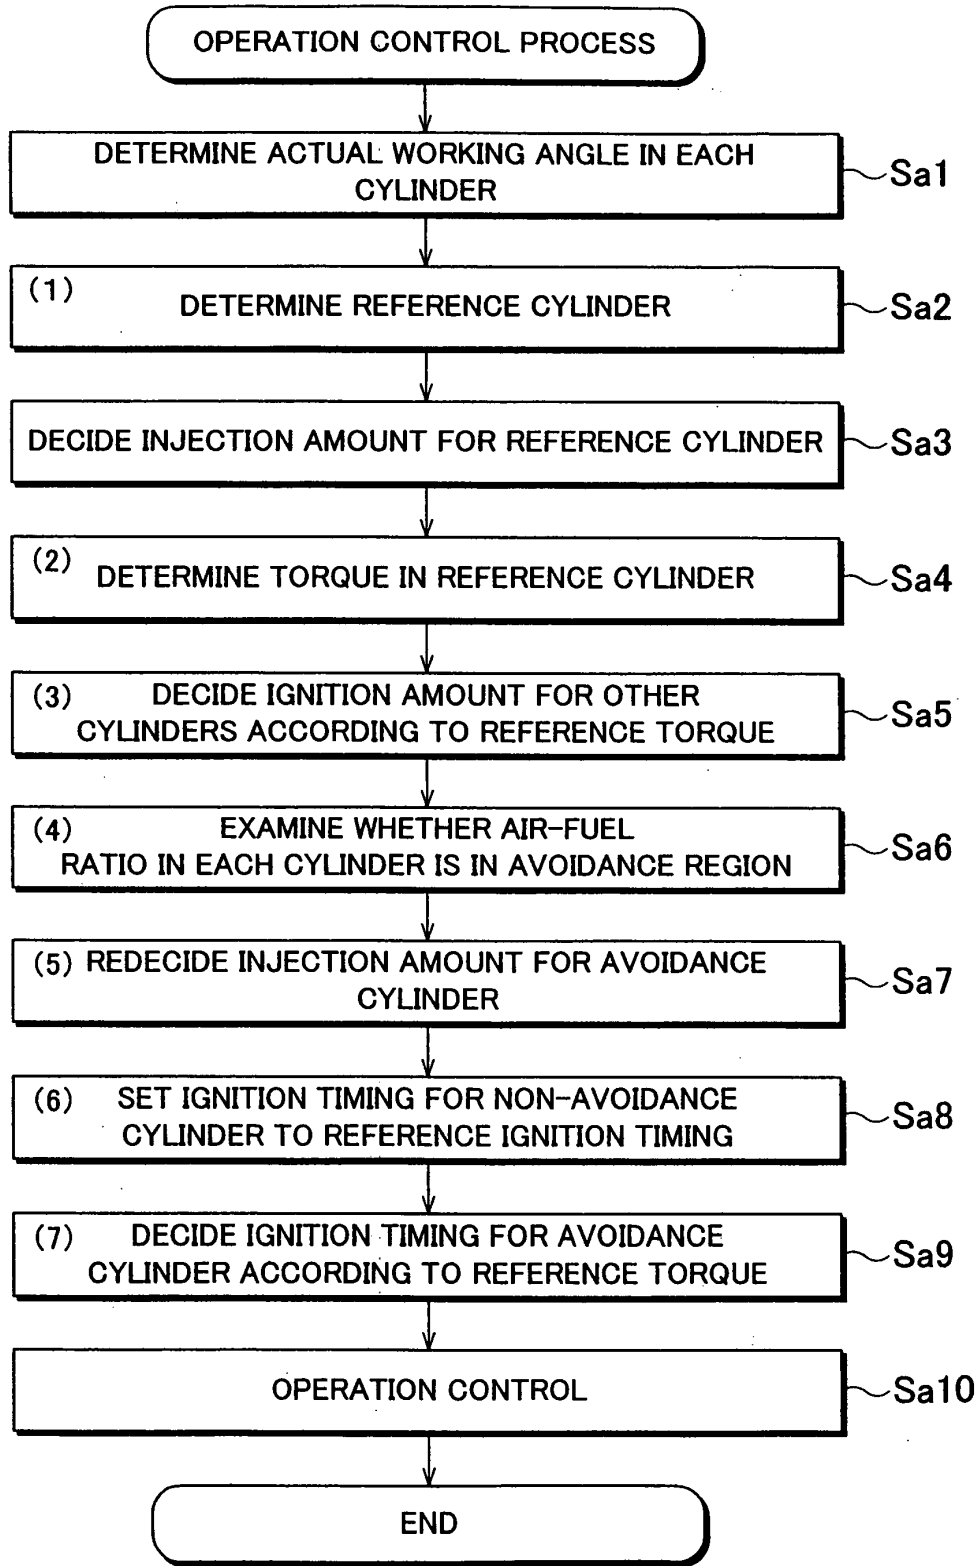 OPERATION CONTROL PROCESS
DETERMINE ACTUAL WORKING ANGLE IN EACH
CYLINDER
Sa1
(1)
DETERMINE REFERENCE CYLINDER
Sa2
DECIDE INJECTION AMOUNT FOR REFERENCE CYLINDER
Sa3
(2)
DETERMINE TORQUE IN REFERENCE CYLINDER
Sa4
(3) DECIDE IGNITION AMOUNT FOR OTHER
CYLINDERS ACCORDING TO REFERENCE TORQUE
Sa5
(4) EXAMINE WHETHER AIR-FUEL
RATIO IN EACH CYLINDER IS IN AVOIDANCE REGION
Sa6
(5) REDECIDE INJECTION AMOUNT FOR AVOIDANCE
CYLINDER
Sa7
(6) SET IGNITION TIMING FOR NON-AVOIDANCE
CYLINDER TO REFERENCE IGNITION TIMING
Sa8
(7) DECIDE IGNITION TIMING FOR AVOIDANCE
CYLINDER ACCORDING TO REFERENCE TORQUE
Sa9
OPERATION CONTROL
Sa10
END